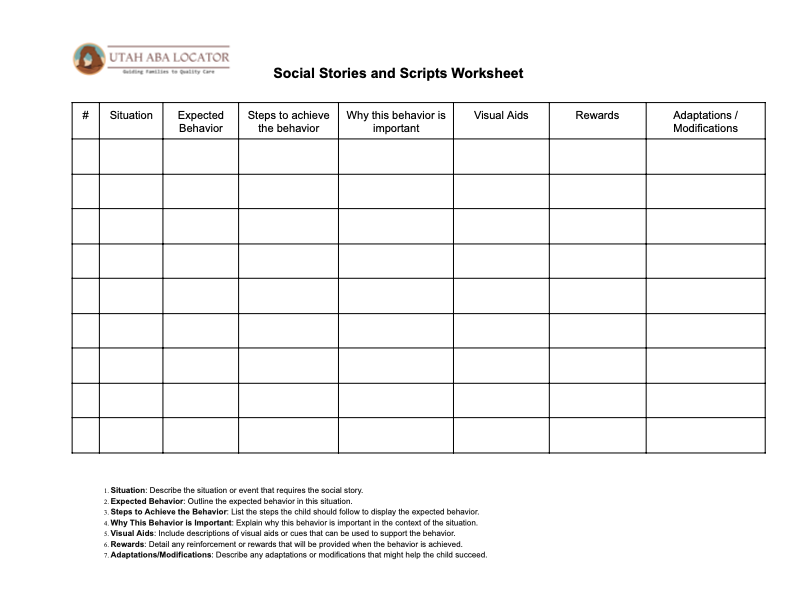 UTAH ABA LOCATOR
Guiding Families to Quality Care
Social Stories and Scripts Worksheet
# Situation Expected Behavior Steps to achieve the behavior Why this behavior is important Visual Aids Rewards Adaptations / Modifications
1. Situation: Describe the situation or event that requires the social story.
2. Expected Behavior: Outline the expected behavior in this situation.
3. Steps to Achieve the Behavior: List the steps the child should follow to display the expected behavior.
4. Why This Behavior is Important: Explain why this behavior is important in the context of the situation.
5. Visual Aids: Include descriptions of visual aids or cues that can be used to support the behavior.
6. Rewards: Detail any reinforcement or rewards that will be provided when the behavior is achieved.
7. Adaptations/Modifications: Describe any adaptations or modifications that might help the child succeed.